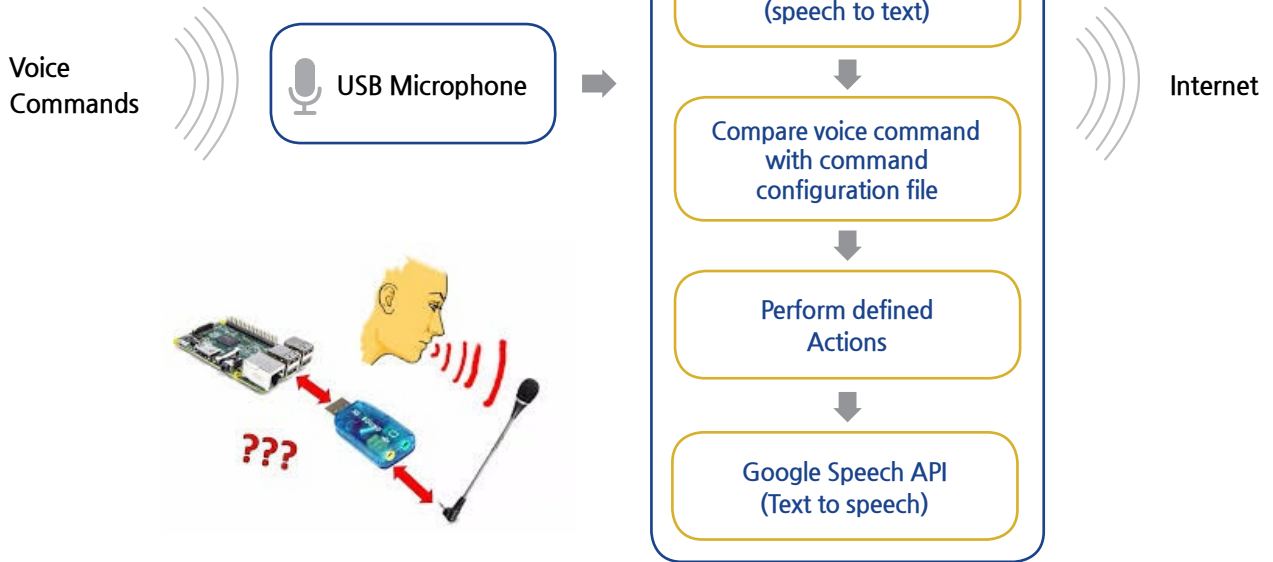 (speech to text)
Voice
Commands
USB Microphone
Internet
Compare voice command
with command
configuration file
Perform defined
Actions
???
Google Speech API
(Text to speech)